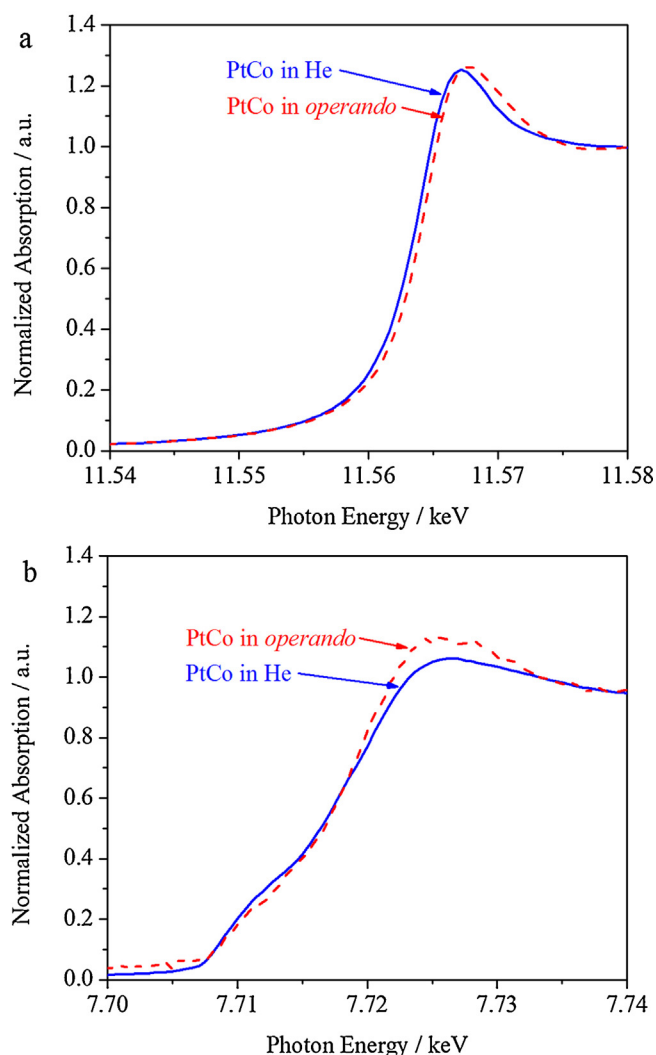 a
1.4
PtCo in He
1.2
PtCo in operando
1.0
0.8
0.6
0.4
0.2
0.0
Normalized Absorption / a.u.
11.54 11.55 11.56 11.57 11.58
Photon Energy / keV
b
1.4
1.2
PtCo in operando
PtCo in He
1.0
0.8
0.6
0.4
0.2
0.0
Normalized Absorption / a.u.
7.70 7.71 7.72 7.73 7.74
Photon Energy / keV